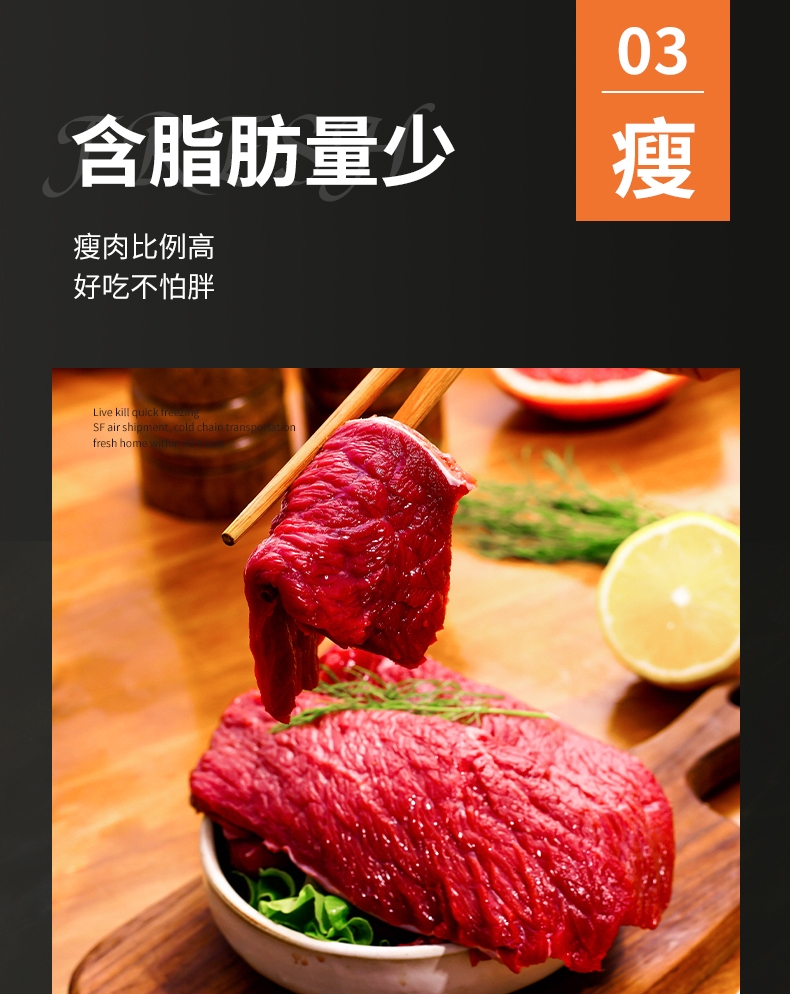 03
瘦
含脂肪量少
瘦肉比例高
好吃不怕胖
Live kill quick freezing
SF air shipment, cold chain transportation
fresh home